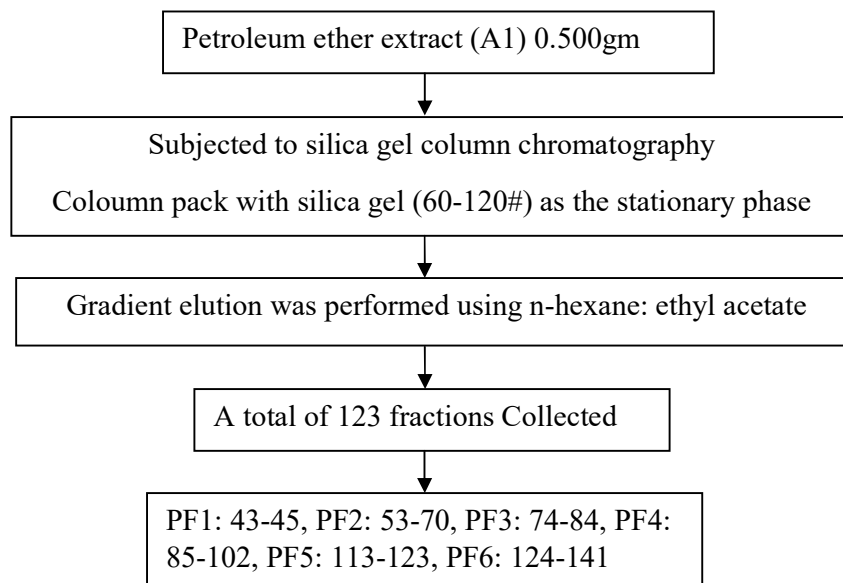 Petroleum ether extract (A1) 0.500gm
Subjected to silica gel column chromatography
Coloumn pack with silica gel (60-120#) as the stationary phase
Gradient elution was performed using n-hexane: ethyl acetate
A total of 123 fractions Collected
PF1: 43-45, PF2: 53-70, PF3: 74-84, PF4:
85-102, PF5: 113-123, PF6: 124-141